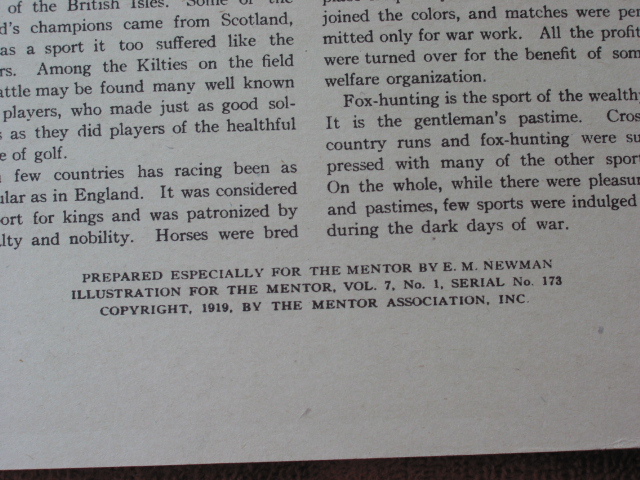 of the British Isles. Some of the
d's champions came from Scotland,
as a sport it too suffered like the
rs. Among the Kilties on the field
attle may be found many well known
players, who made just as good sol-
s as they did players of the healthful
e of golf.
few countries has racing been as
ular as in England. It was considered
ort for kings and was patronized by
lty and nobility. Horses were bred
joined the colors, and matches were per-
mitted only for war work. All the profit
were turned over for the benefit of som
welfare organization.
Fox-hunting is the sport of the wealthy
It is the gentleman's pastime. Cros
country runs and fox-hunting were su
pressed with many of the other sport
On the whole, while there were pleasur
and pastimes, few sports were indulged
during the dark days of war.
PREPARED ESPECIALLY FOR THE MENTOR BY E. M. NEWMAN
ILLUSTRATION FOR THE MENTOR, VOL. 7, No. 1, SERIAL No. 173
COPYRIGHT, 1919, BY THE MENTOR ASSOCIATION, INC.